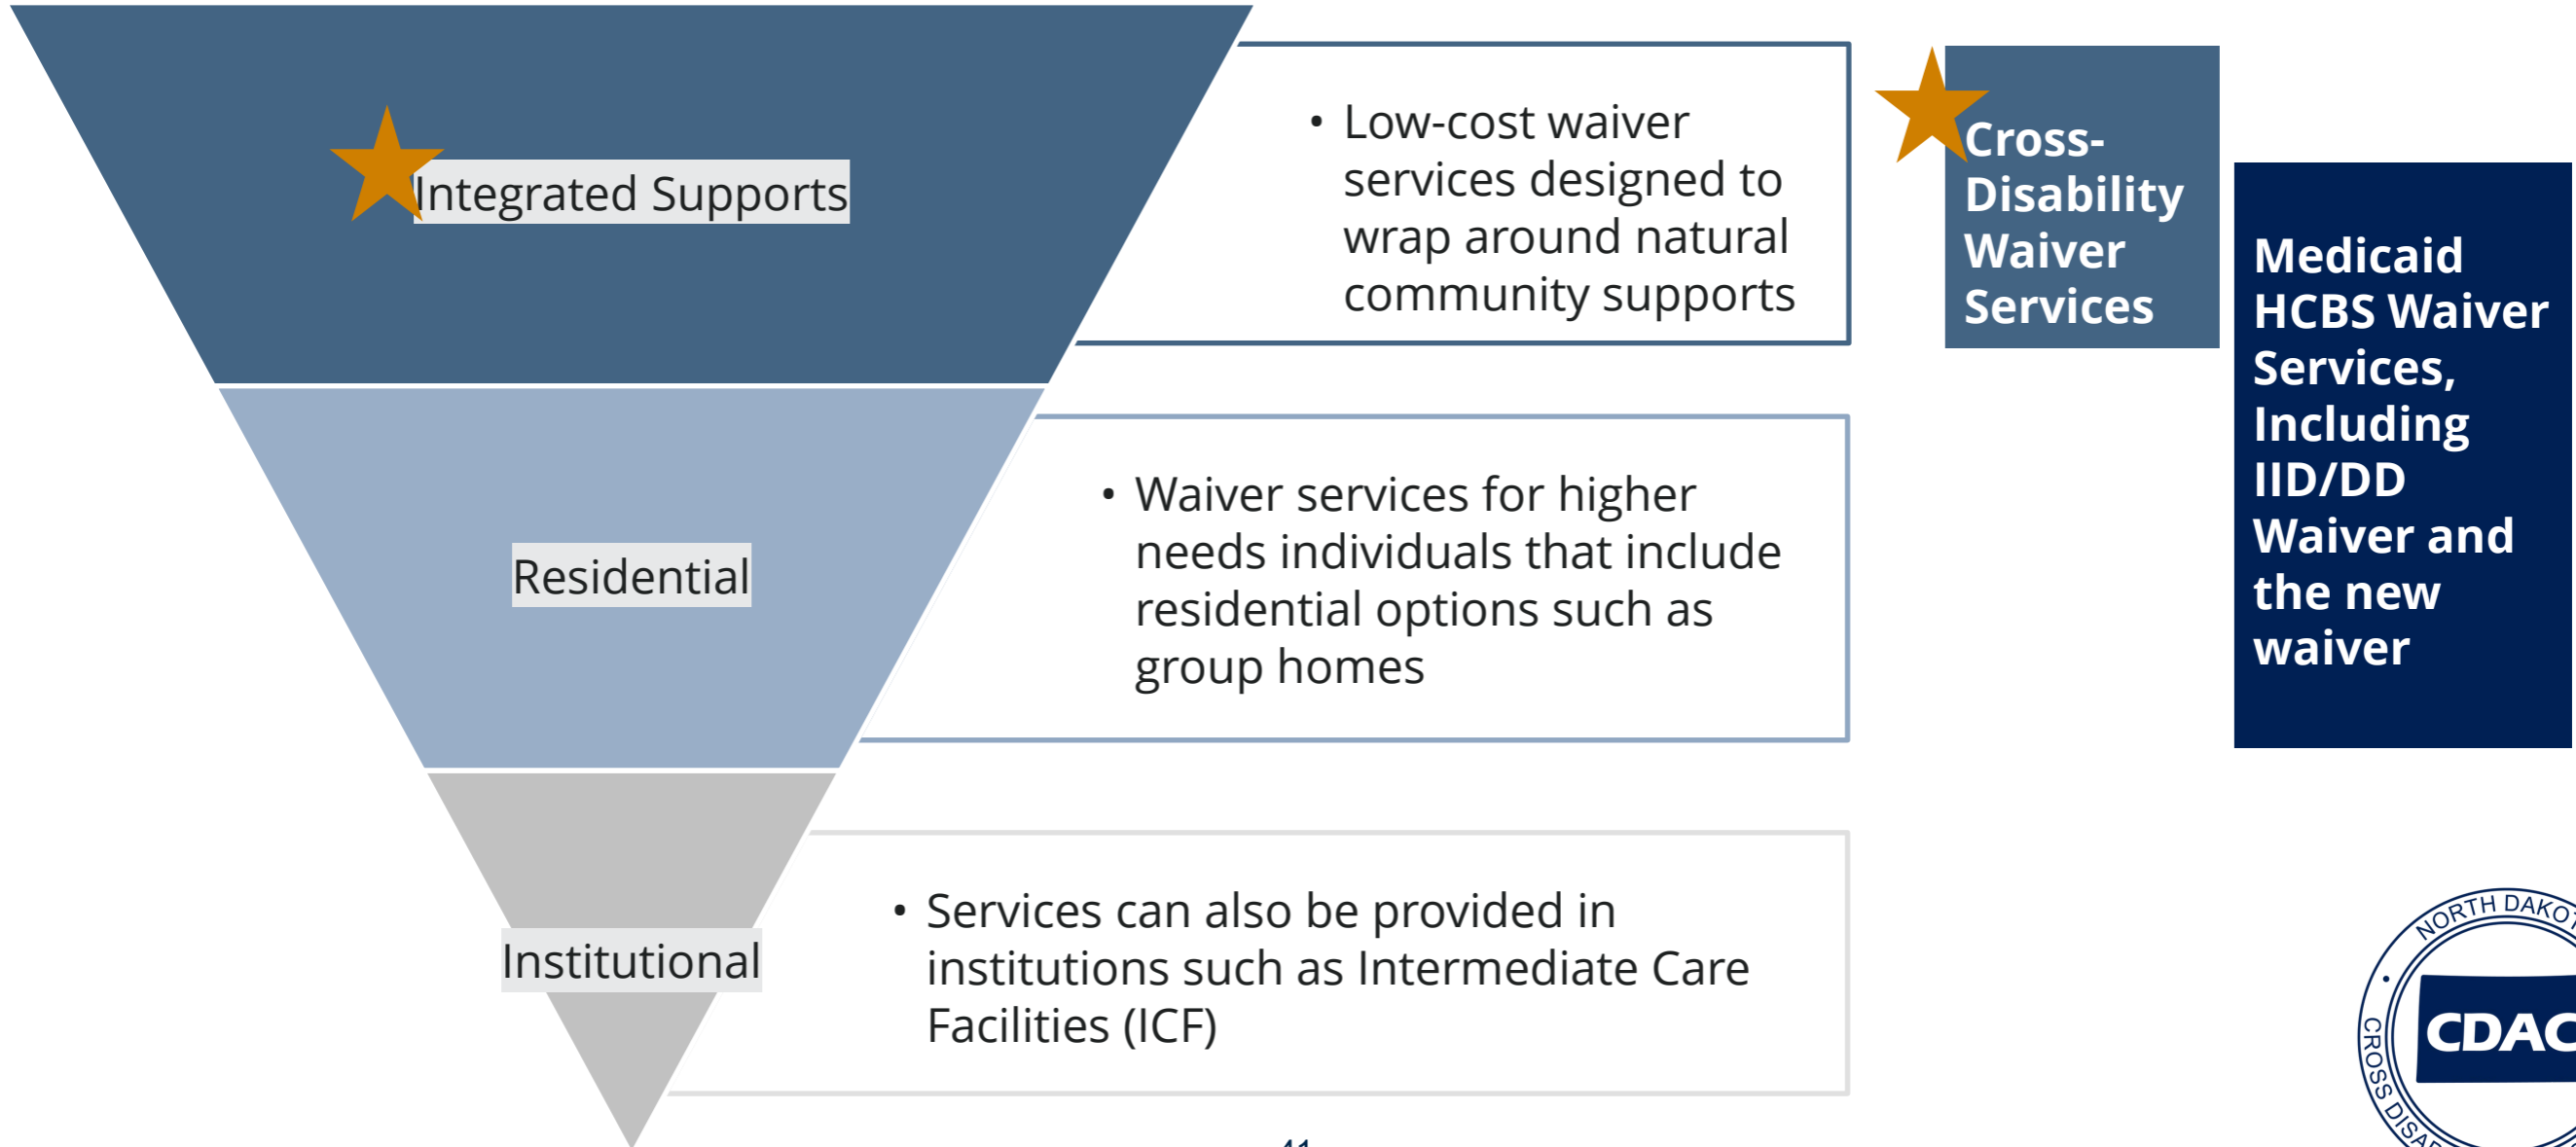 Integrated Supports
• Low-cost waiver
services designed to
wrap around natural
community supports
Cross-
Disability
Waiver
Services
Medicaid
HCBS Waiver
Services,
Including
IID/DD
Waiver and
the new
waiver
Residential
• Waiver services for higher
needs individuals that include
residential options such as
group homes
Institutional
• Services can also be provided in
institutions such as Intermediate Care
Facilities (ICF)
NORTH
CDAC
CROSS
41